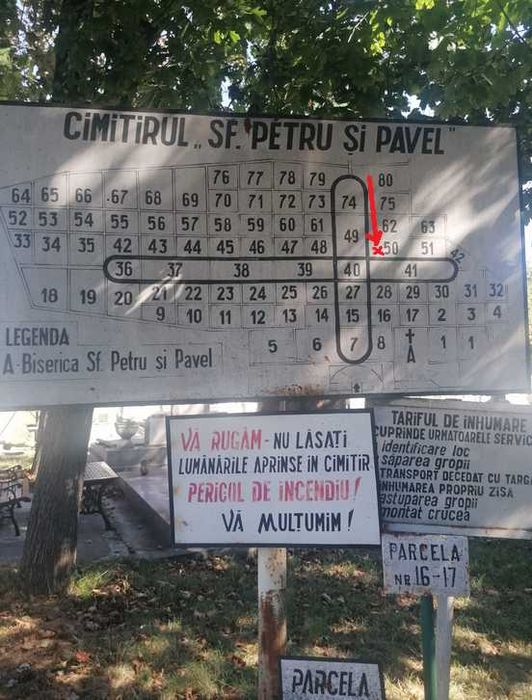 CIMITIRUL „SF. PETRU ȘI PAVEL"
76 77 78 79 80
64 65 66 67 68 69 70 71 72 73 74 75
52 53 54 55 56 57 58 59 60 61 62 63
49
33 34 35 42 43 44 45 46 47 48 50 51
36 37 38 39 40 41 42
18 19 20 21 22 23 24 25 26 27 28 29 30 31 32
9 10 11 12 13 14 15 16 17 2 3 4
5 6 7 8 A 1 1
LEGENDA
A-Biserica Sf. Petru și Pavel
VĂ RUGĂM - NU LĂSAȚI
LUMÂNĂRILE APRINSE ÎN CIMITIR
PERICOL DE INCENDIU!
VĂ MULȚUMIM!
TARIFUL DE ÎNHUMARE
CUPRINDE URMATOARELE SERVICII
identificare loc
săparea gropii
TRANSPORT DECEDAT CU TARGA
ÎNHUMAREA PROPRIU ZISA
astuparea gropii
montat crucea
PARCELA
NR 16-17
PARCELA